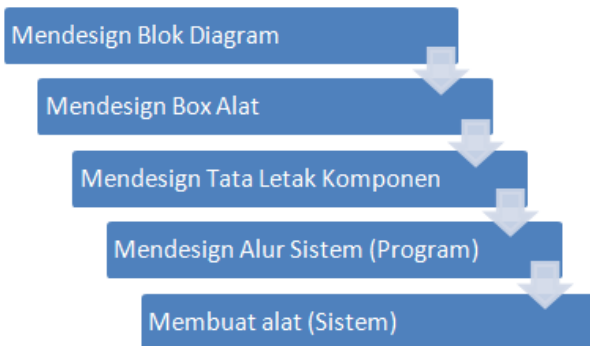 Mendesign Blok Diagram
Mendesign Box Alat
Mendesign Tata Letak Komponen
Mendesign Alur Sistem (Program)
Membuat alat (Sistem)